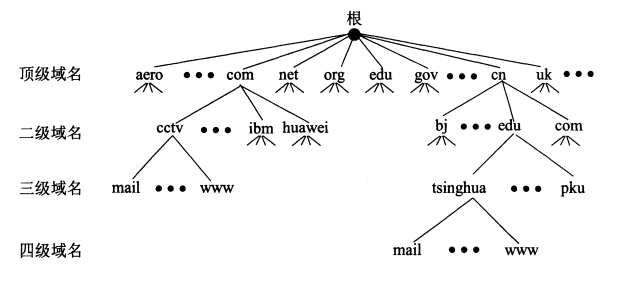 根
顶级域名 aero ••• com net org edu gov ••• cn uk •••
二级域名 cctv ••• ibm huawei bj ••• edu com
三级域名 mail ••• www tsinghua ••• pku
四级域名 mail ••• www